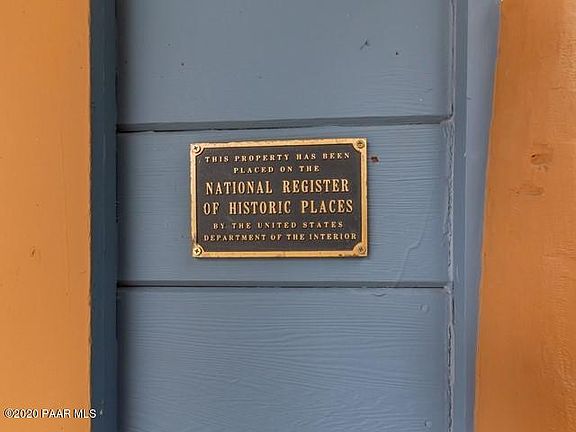 THIS PROPERTY HAS BEEN
PLACED ON THE
NATIONAL REGISTER
OF HISTORIC PLACES
BY THE UNITED STATES
DEPARTMENT OF THE INTERIOR
©2020 PAAR MLS